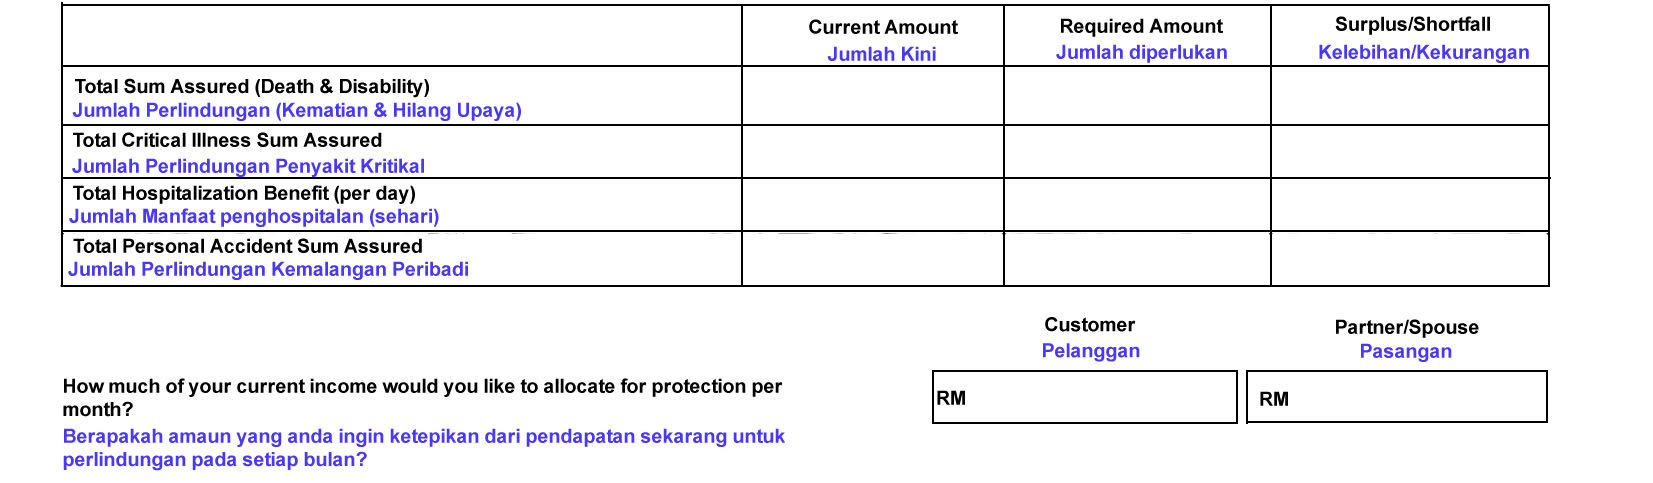 Current Amount
Jumlah Kini
Required Amount
Jumlah diperlukan
Surplus/Shortfall
Kelebihan/Kekurangan
Total Sum Assured (Death & Disability)
Jumlah Perlindungan (Kematian & Hilang Upaya)
Total Critical Illness Sum Assured
Jumlah Perlindungan Penyakit Kritikal
Total Hospitalization Benefit (per day)
Jumlah Manfaat penghospitalan (sehari)
Total Personal Accident Sum Assured
Jumlah Perlindungan Kemalangan Peribadi
Customer
Pelanggan
Partner/Spouse
Pasangan
How much of your current income would you like to allocate for protection per
month?
Berapakah amaun yang anda ingin ketepikan dari pendapatan sekarang untuk
perlindungan pada setiap bulan?
RM
RM